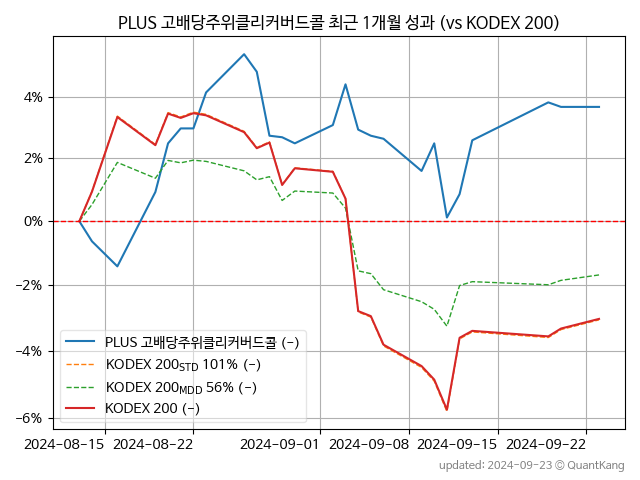 PLUS 고배당주위클리커버드콜 최근 1개월 성과 (vs KODEX 200)
4%
2%
0%
−2%
−4%
−6%
PLUS 고배당주위클리커버드콜 (−)
KODEX 200STD 101% (−)
KODEX 200MDD 56% (−)
KODEX 200 (−)
2024-08-15 2024-08-22 2024-09-01 2024-09-08 2024-09-15 2024-09-22
updated: 2024-09-23 © QuantKang